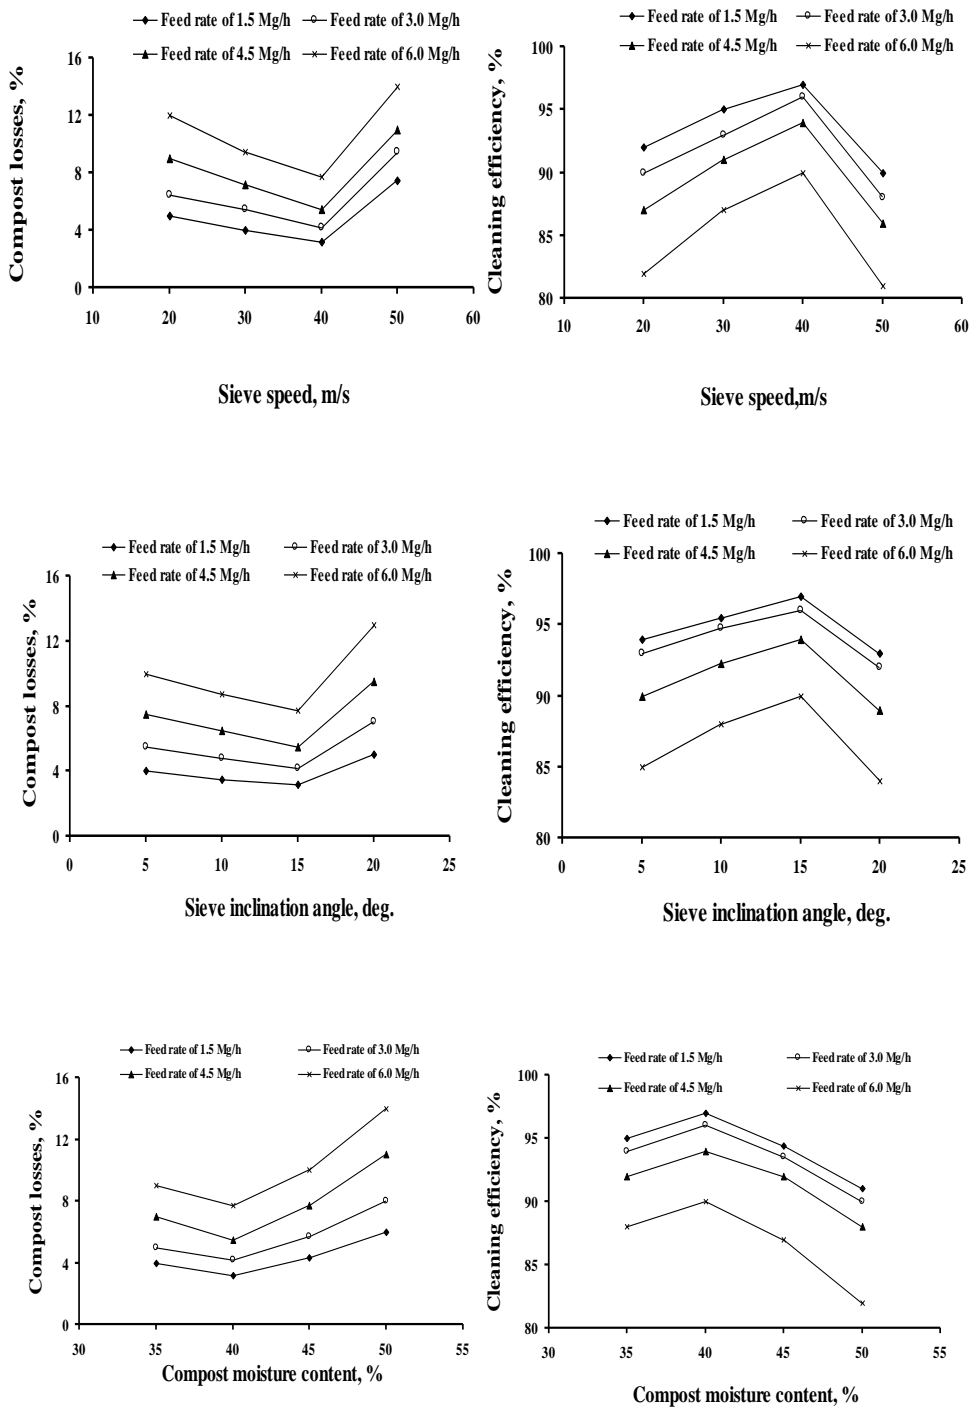 Feed rate of 1.5 Mg/h Feed rate of 3.0 Mg/h
Feed rate of 4.5 Mg/h Feed rate of 6.0 Mg/h
Compost losses, %
16
12
8
4
0
10 20 30 40 50 60
Sieve speed, m/s
Feed rate of 1.5 Mg/h Feed rate of 3.0 Mg/h
Feed rate of 4.5 Mg/h Feed rate of 6.0 Mg/h
Cleaning efficiency, %
100
95
90
85
80
10 20 30 40 50 60
Sieve speed,m/s
Feed rate of 1.5 Mg/h Feed rate of 3.0 Mg/h
Feed rate of 4.5 Mg/h Feed rate of 6.0 Mg/h
Compost losses, %
16
12
8
4
0
0 5 10 15 20 25
Sieve inclination angle, deg.
Feed rate of 1.5 Mg/h Feed rate of 3.0 Mg/h
Feed rate of 4.5 Mg/h Feed rate of 6.0 Mg/h
Cleaning efficiency, %
100
95
90
85
80
0 5 10 15 20 25
Sieve inclination angle, deg.
Feed rate of 1.5 Mg/h Feed rate of 3.0 Mg/h
Feed rate of 4.5 Mg/h Feed rate of 6.0 Mg/h
Compost losses, %
16
12
8
4
0
30 35 40 45 50 55
Compost moisture content, %
Feed rate of 1.5 Mg/h Feed rate of 3.0 Mg/h
Feed rate of 4.5 Mg/h Feed rate of 6.0 Mg/h
Cleaning efficiency, %
100
95
90
85
80
30 35 40 45 50 55
Compost moisture content, %